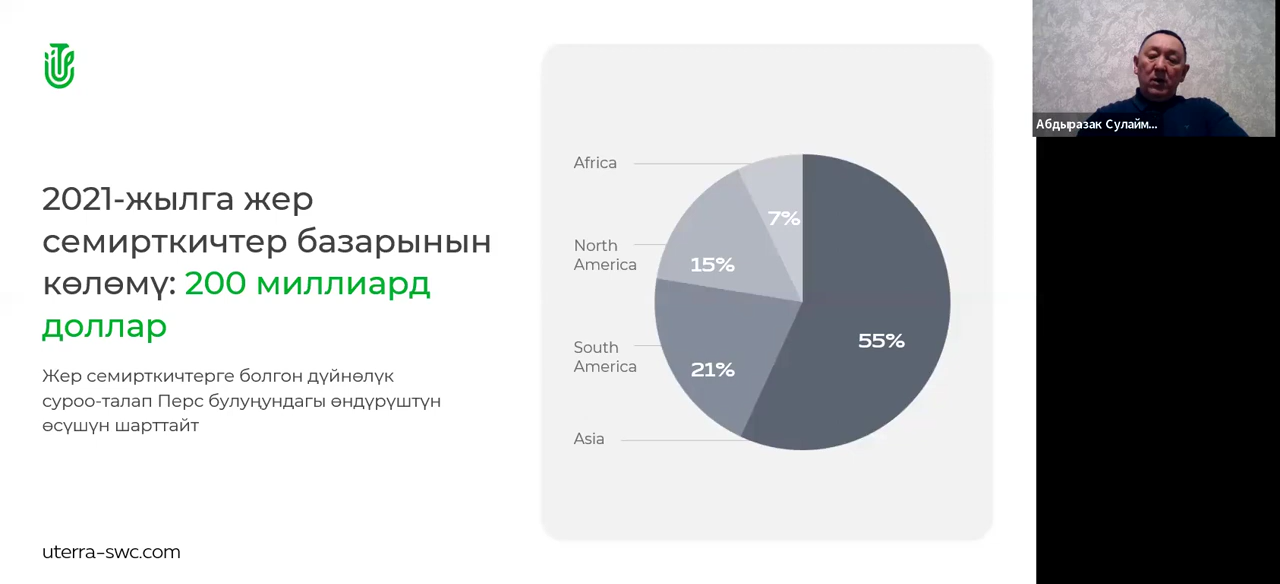 2021-жылга жер
семирткичтер базарынын
көлөмү: 200 миллиард
доллар
Жер семирткичтерге болгон дүйнөлүк
суроо-талап Перс булуңундагы өндүрүштүн
өсүшүн шарттайт
uterra-swc.com
Africa
7%
North
America
15%
South
America
21%
55%
Asia
Абдыразак Сулайм...